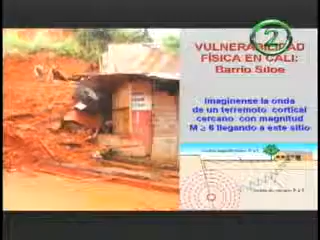 2
VULNERABILIDAD
FÍSICA EN CALI:
Barrio Siloe
Imagínense la onda
de un terremoto cortical
cercano con magnitud
M ≥ 6 llegando a este sitio